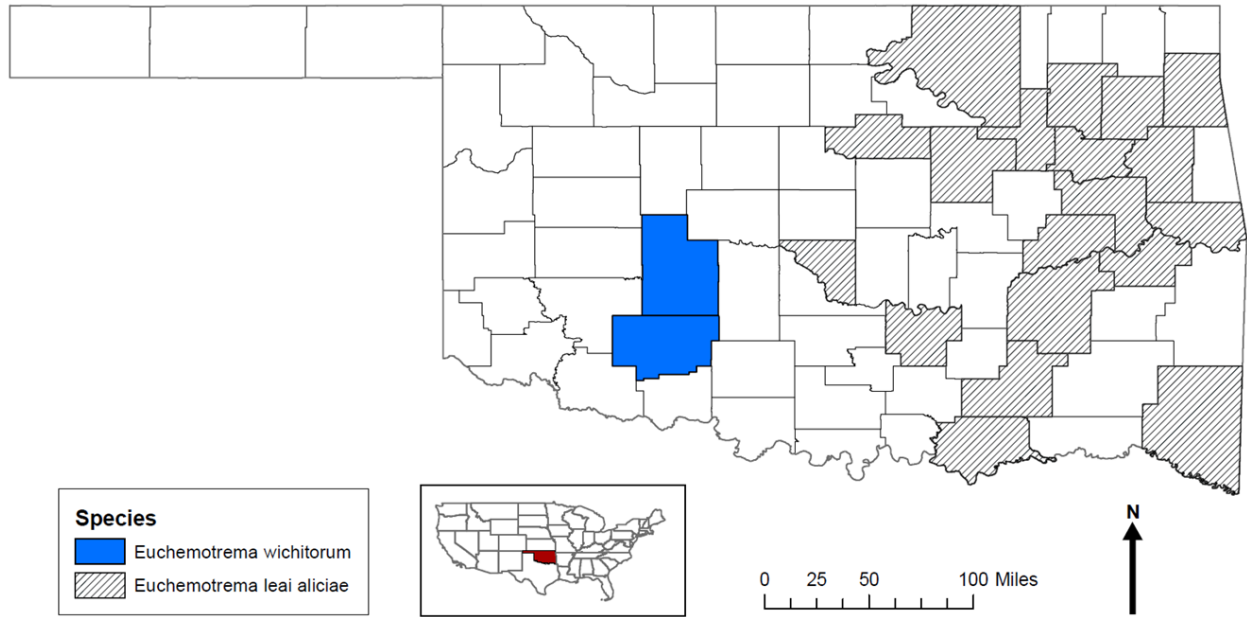 Species
Euchemotrema wichitorum
Euchemotrema leai aliciae
0 25 50 100 Miles
N